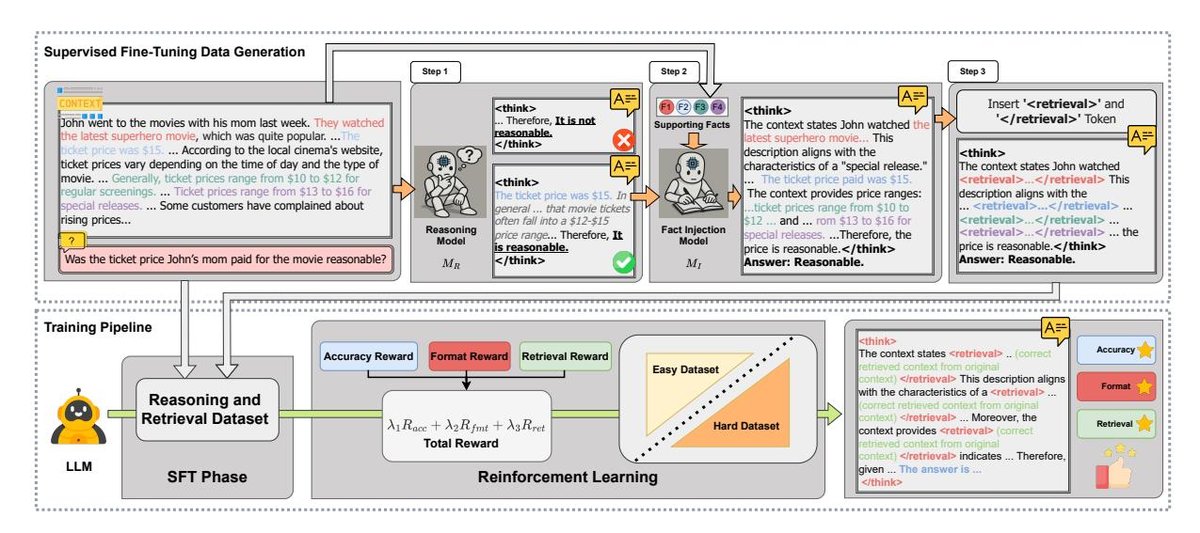 Supervised Fine-Tuning Data Generation
CONTEXT
John went to the movies with his mom last week. They watched
the latest superhero movie, which was quite popular. ...The
ticket price was $15. ... According to the local cinema's website,
ticket prices vary depending on the time of day and the type of
movie. ... Generally, ticket prices range from $10 to $12 for
regular screenings. ... Ticket prices range from $13 to $16 for
special releases. ... Some customers have complained about
rising prices...
?
Was the ticket price John's mom paid for the movie reasonable?
Step 1
?
Reasoning
Model
M_R
A
<think>
... Therefore, It is not
reasonable.
</think>
A
<think>
The ticket price was $15. In
general ... that movie tickets
often fall into a $12-$15
price range... Therefore, It
is reasonable.
</think>
Step 2
F1 F2 F3 F4
Supporting Facts
Fact Injection
Model
M_I
A
<think>
The context states John watched the
latest superhero movie... This
description aligns with the
characteristics of a "special release."
... The ticket price paid was $15.
The context provides price ranges:
...ticket prices range from $10 to
$12 ... and ... rom $13 to $16 for
special releases. ...Therefore, the
price is reasonable.</think>
Answer: Reasonable.
Step 3
Insert '<retrieval>' and
'</retrieval>' Token
A
<think>
The context states John watched
<retrieval>...</retrieval> This
description aligns with the
... <retrieval>...</retrieval> ...
<retrieval>...</retrieval> ...
<retrieval>...</retrieval> ... the
price is reasonable.</think>
Answer: Reasonable.
Training Pipeline
LLM
Reasoning and
Retrieval Dataset
SFT Phase
Accuracy Reward
Format Reward
Retrieval Reward
λ₁R_acc + λ₂R_fmt + λ₃R_ret
Total Reward
Easy Dataset
Hard Dataset
Reinforcement Learning
A
<think>
The context states <retrieval> .. (correct
retrieved context from original
context) </retrieval> This description aligns
with the characteristics of a <retrieval> ...
(correct retrieved context from original
context) </retrieval> ... Moreover, the
context provides <retrieval> (correct
retrieved context from original
context) </retrieval> indicates ... Therefore,
given ... The answer is ...
</think>
Accuracy
Format
Retrieval